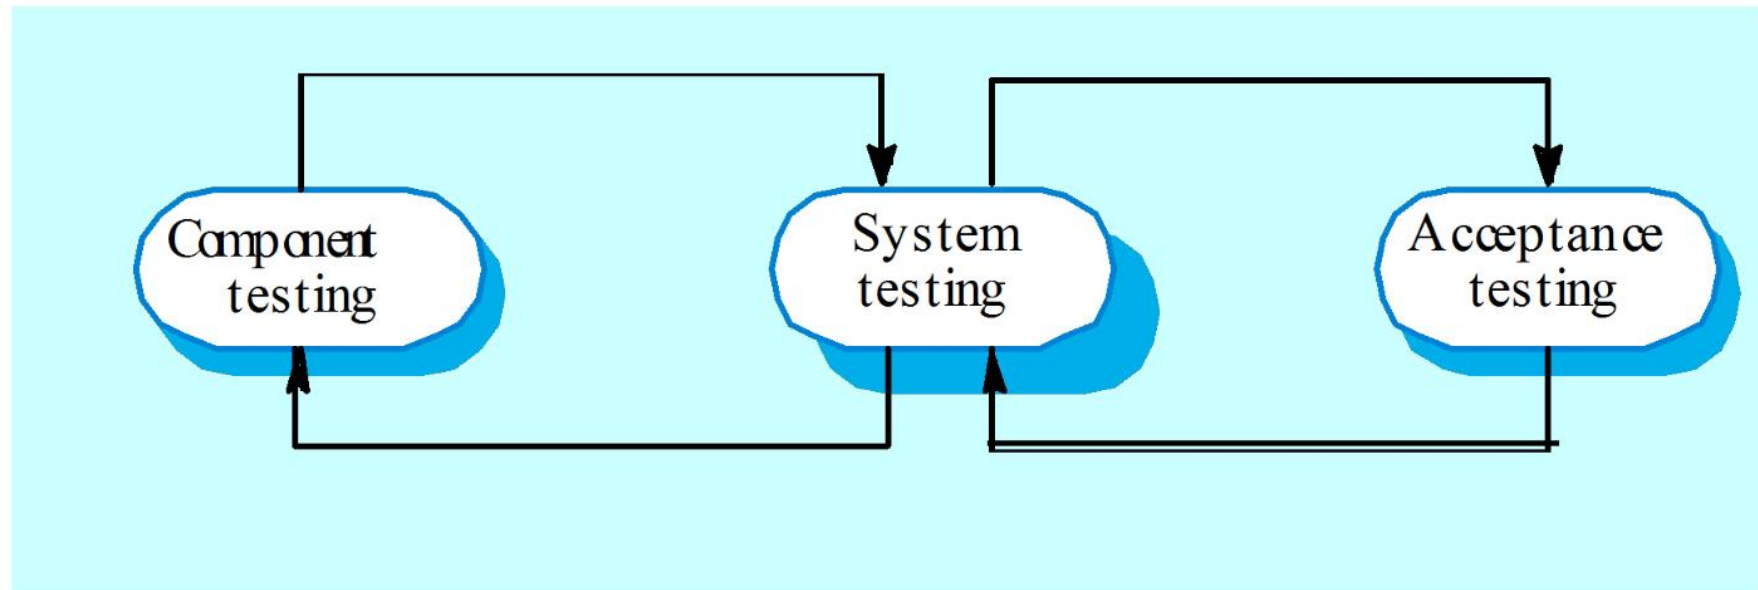 Component
testing
System
testing
Acceptance
testing